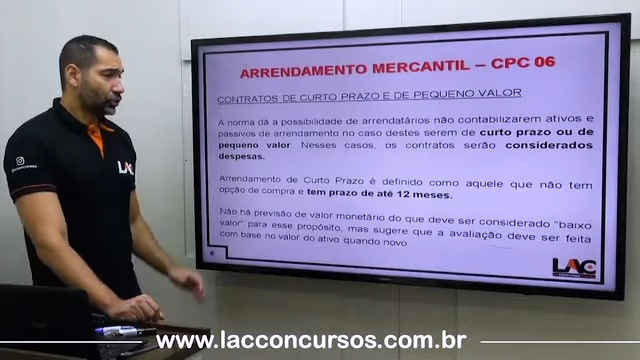 ARRENDAMENTO MERCANTIL – CPC 06
CONTRATOS DE CURTO PRAZO E DE PEQUENO VALOR
A norma dá a possibilidade de arrendatários não contabilizarem ativos e
passivos de arrendamento no caso destes serem de curto prazo ou de
pequeno valor. Nesses casos, os contratos serão considerados
despesas.
Arrendamento de Curto Prazo é definido como aquele que não tem
opção de compra e tem prazo de até 12 meses.
Não há previsão de valor monetário do que deve ser considerado “baixo
valor” para esse propósito, mas sugere que a avaliação deve ser feita
com base no valor do ativo quando novo
6
LAC
LAC
www.lacconcursos.com.br